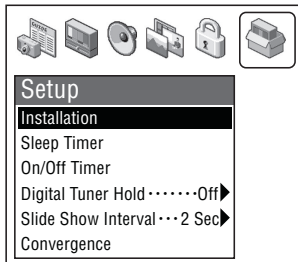 Setup
Installation
Sleep Timer
On/Off Timer
Digital Tuner Hold ·······Off
Slide Show Interval ···2 Sec
Convergence